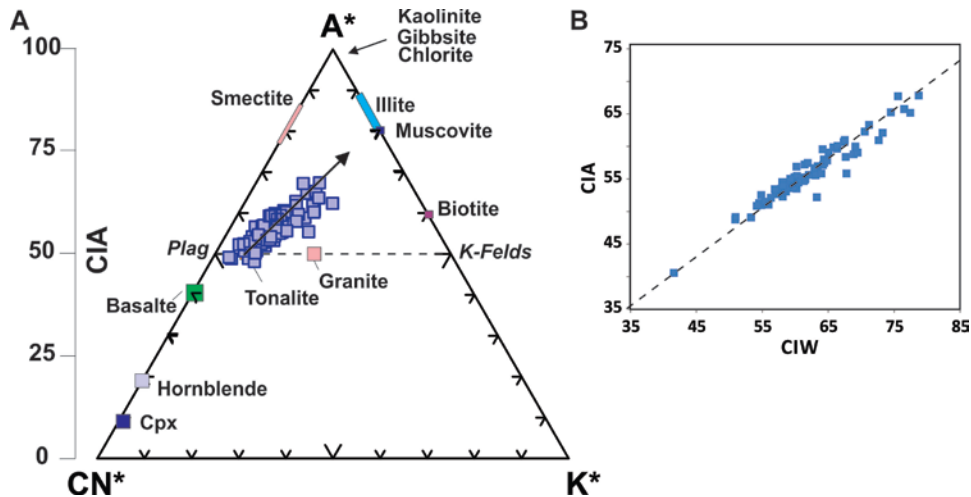 A
A*
Kaolinite
Gibbsite
Chlorite
100
Smectite
Illite
Muscovite
75
Biotite
CIA
50
Plag
K-Felds
Granite
Tonalite
Basalte
25
Hornblende
Cpx
0
CN*
K*
B
75
65
CIA
55
45
35
35
45
55
65
75
85
CIW